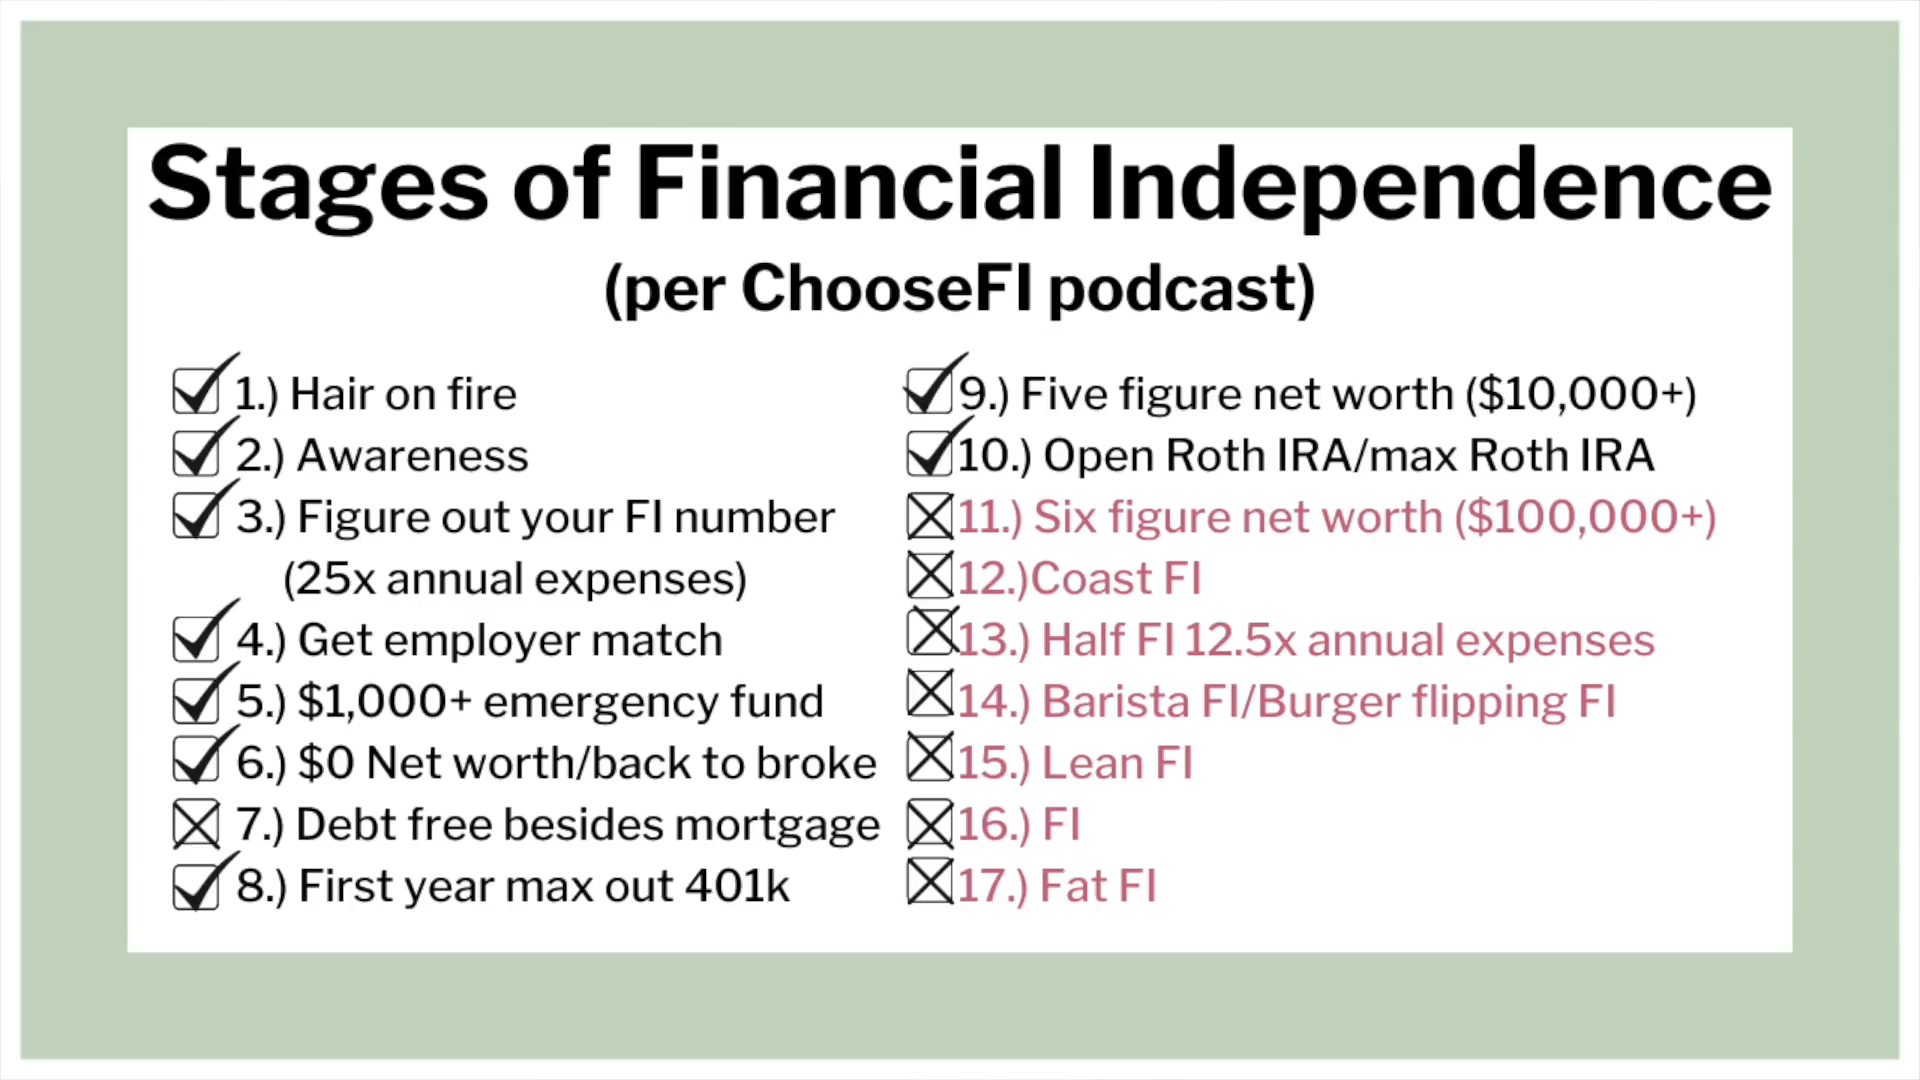 Stages of Financial Independence
(per ChooseFI podcast)
1.) Hair on fire
2.) Awareness
3.) Figure out your FI number
(25x annual expenses)
4.) Get employer match
5.) $1,000+ emergency fund
6.) $0 Net worth/back to broke
7.) Debt free besides mortgage
8.) First year max out 401k
9.) Five figure net worth ($10,000+)
10.) Open Roth IRA/max Roth IRA
11.) Six figure net worth ($100,000+)
12.)Coast FI
13.) Half FI 12.5x annual expenses
14.) Barista FI/Burger flipping FI
15.) Lean FI
16.) FI
17.) Fat FI